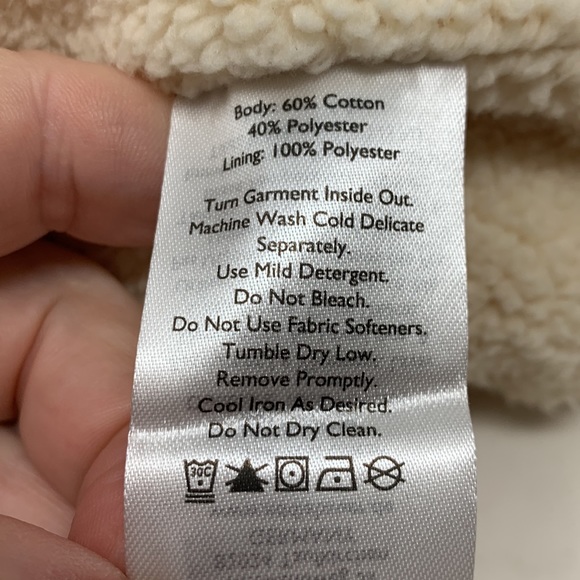 Body: 60% Cotton
40% Polyester
Lining: 100% Polyester
Turn Garment Inside Out.
Machine Wash Cold Delicate
Separately.
Use Mild Detergent.
Do Not Bleach.
Do Not Use Fabric Softeners.
Tumble Dry Low.
Remove Promptly.
Cool Iron As Desired.
Do Not Dry Clean.
30C